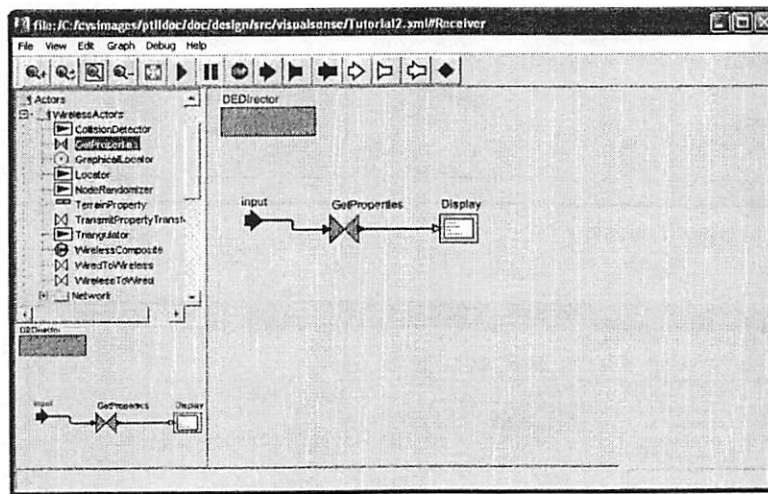 file:/C:/cvsimages/ptIIdoc/doc/design/src/visualsense/Tutorial2.xml#Receiver
File View Edit Graph Debug Help
Actors
WirelessActors
CollisionDetector
GetProperties
GraphicalLocator
Locator
NodeRandomizer
TerrainProperty
TransmitPropertyTransf
Triangulator
WirelessComposite
WiredToWireless
WirelessToWired
Network
DEDirector
input
GetProperties
Display
DEDirector
input
GetProperties
Display